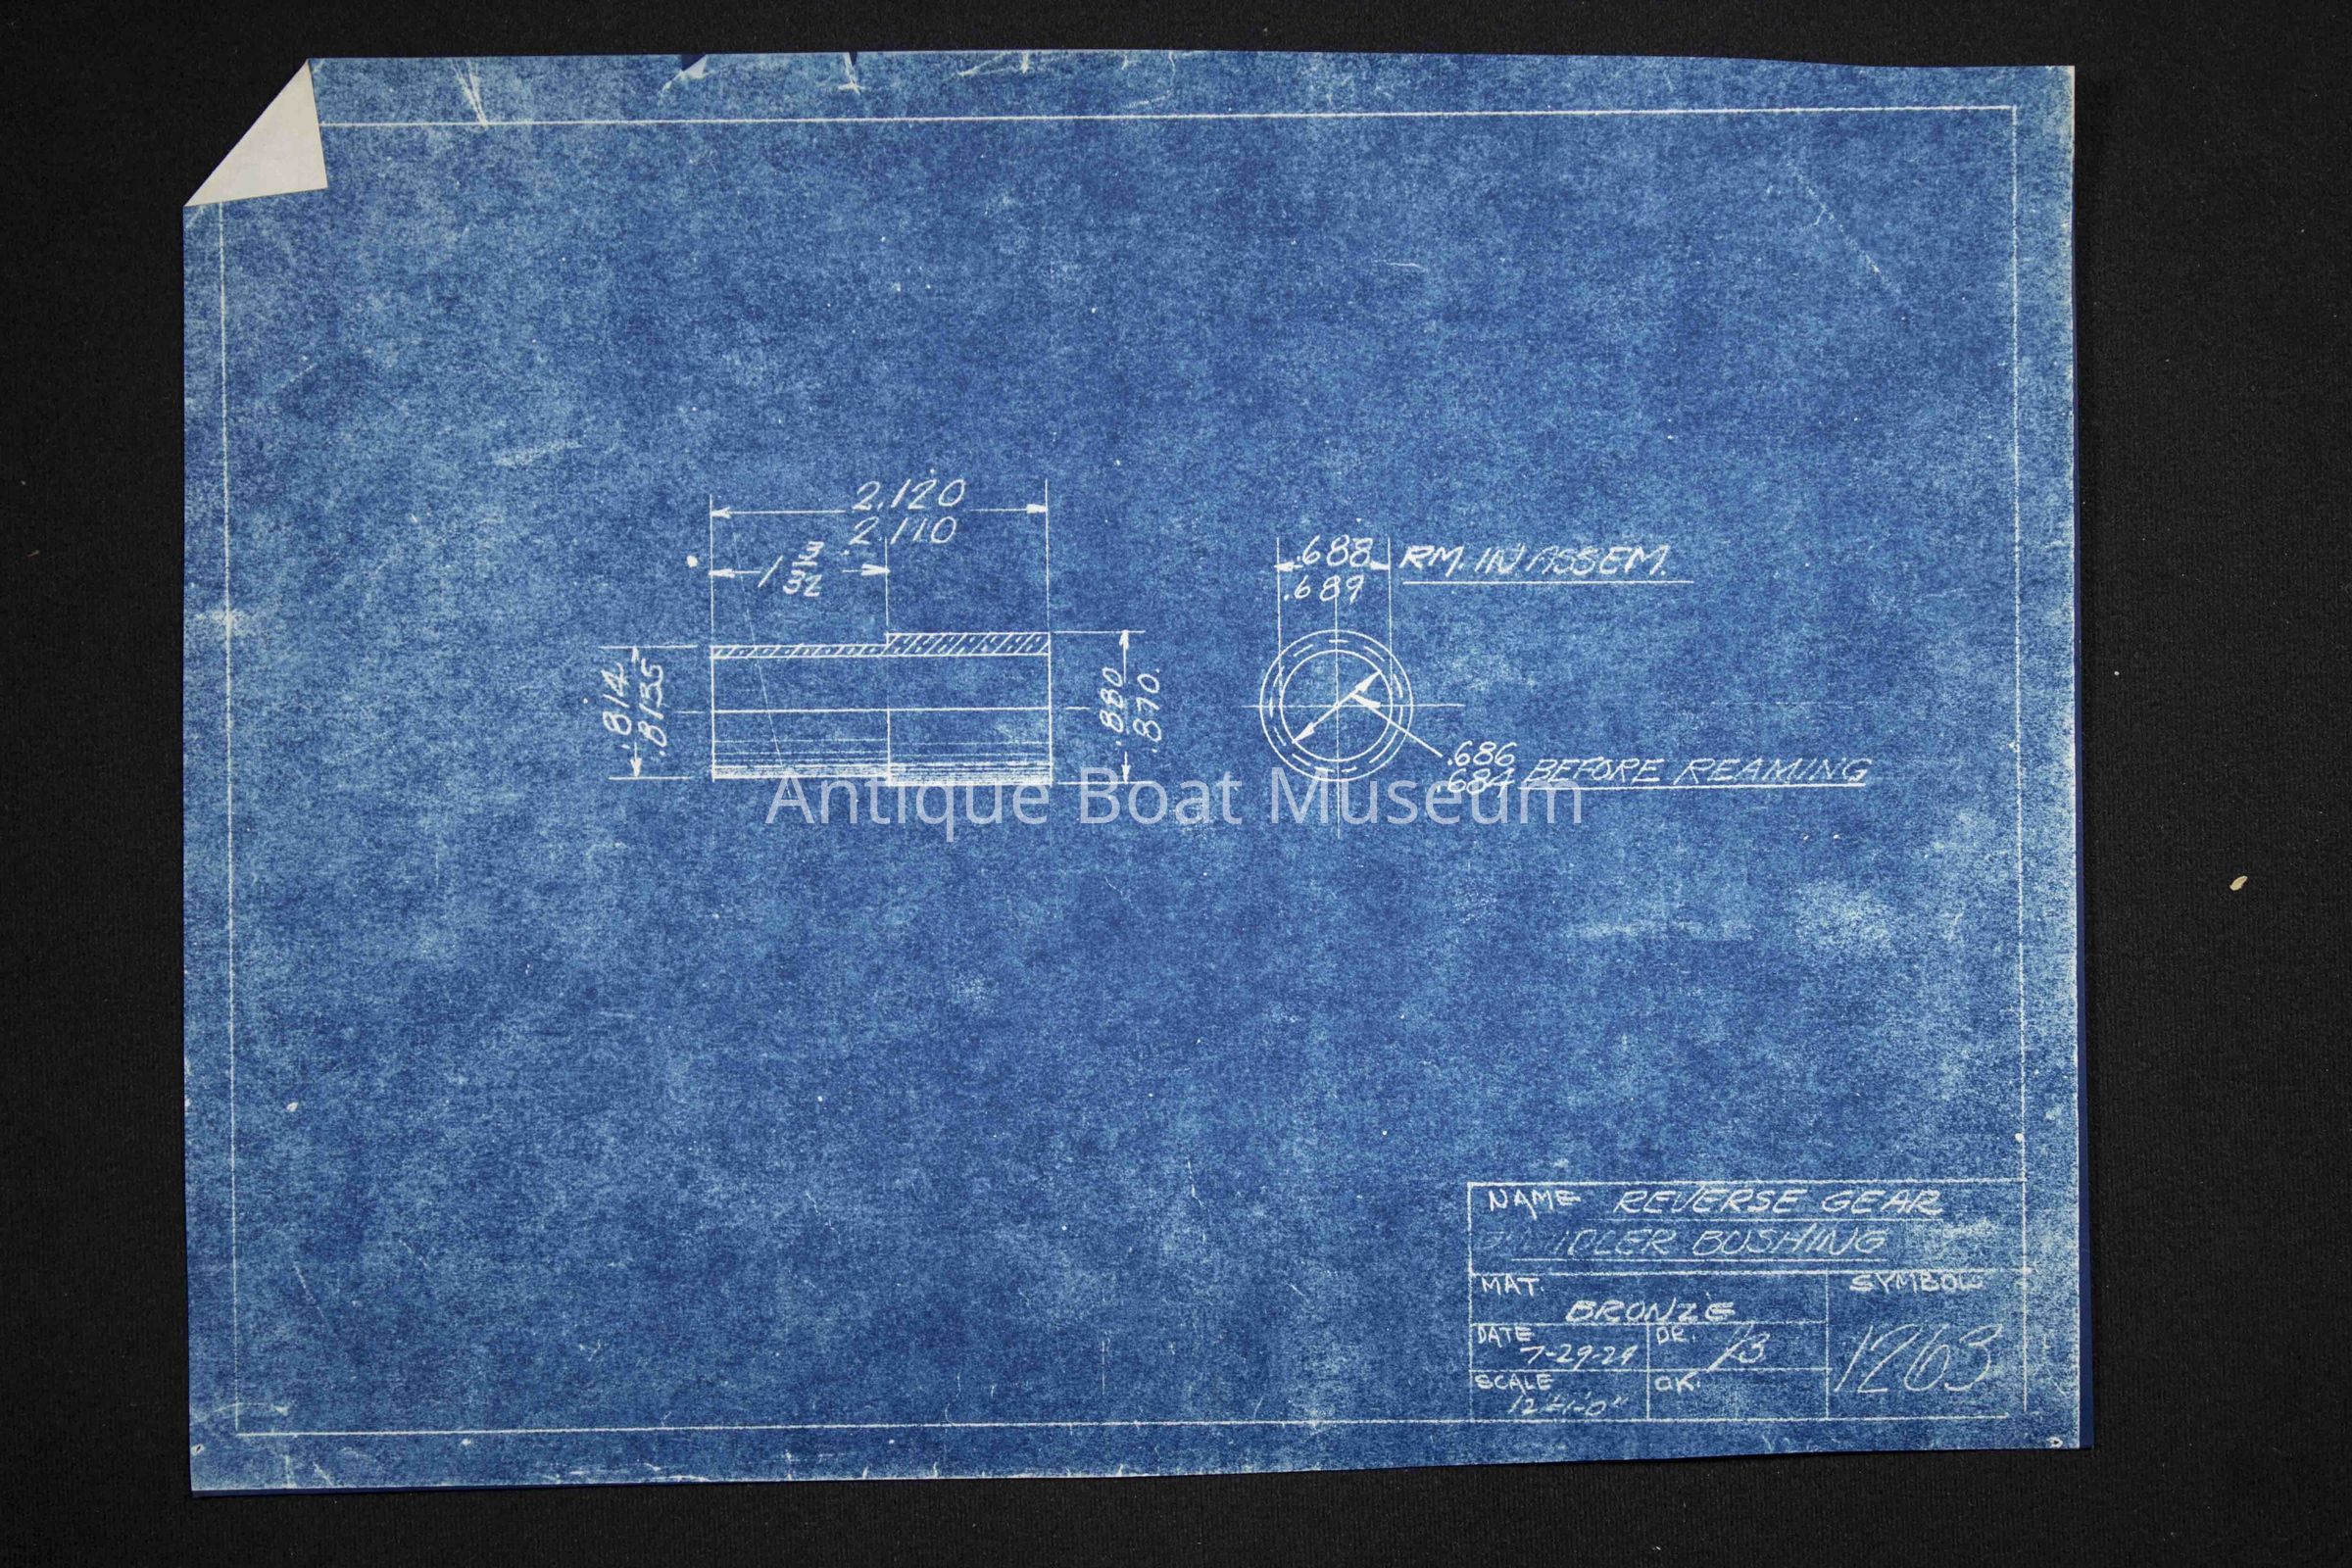 2.120
2.110
1 3/32
.688 RM. IN ASSEM.
.689
.814
.8135
.880
.870
.686
.684 BEFORE REAMING
Antique Boat Museum
NAME REVERSE GEAR
IDLER BUSHING
MAT.
BRONZE
SYMBOL
DATE
7-29-29
DR.
1263
SCALE
12"=1'-0"
OK.